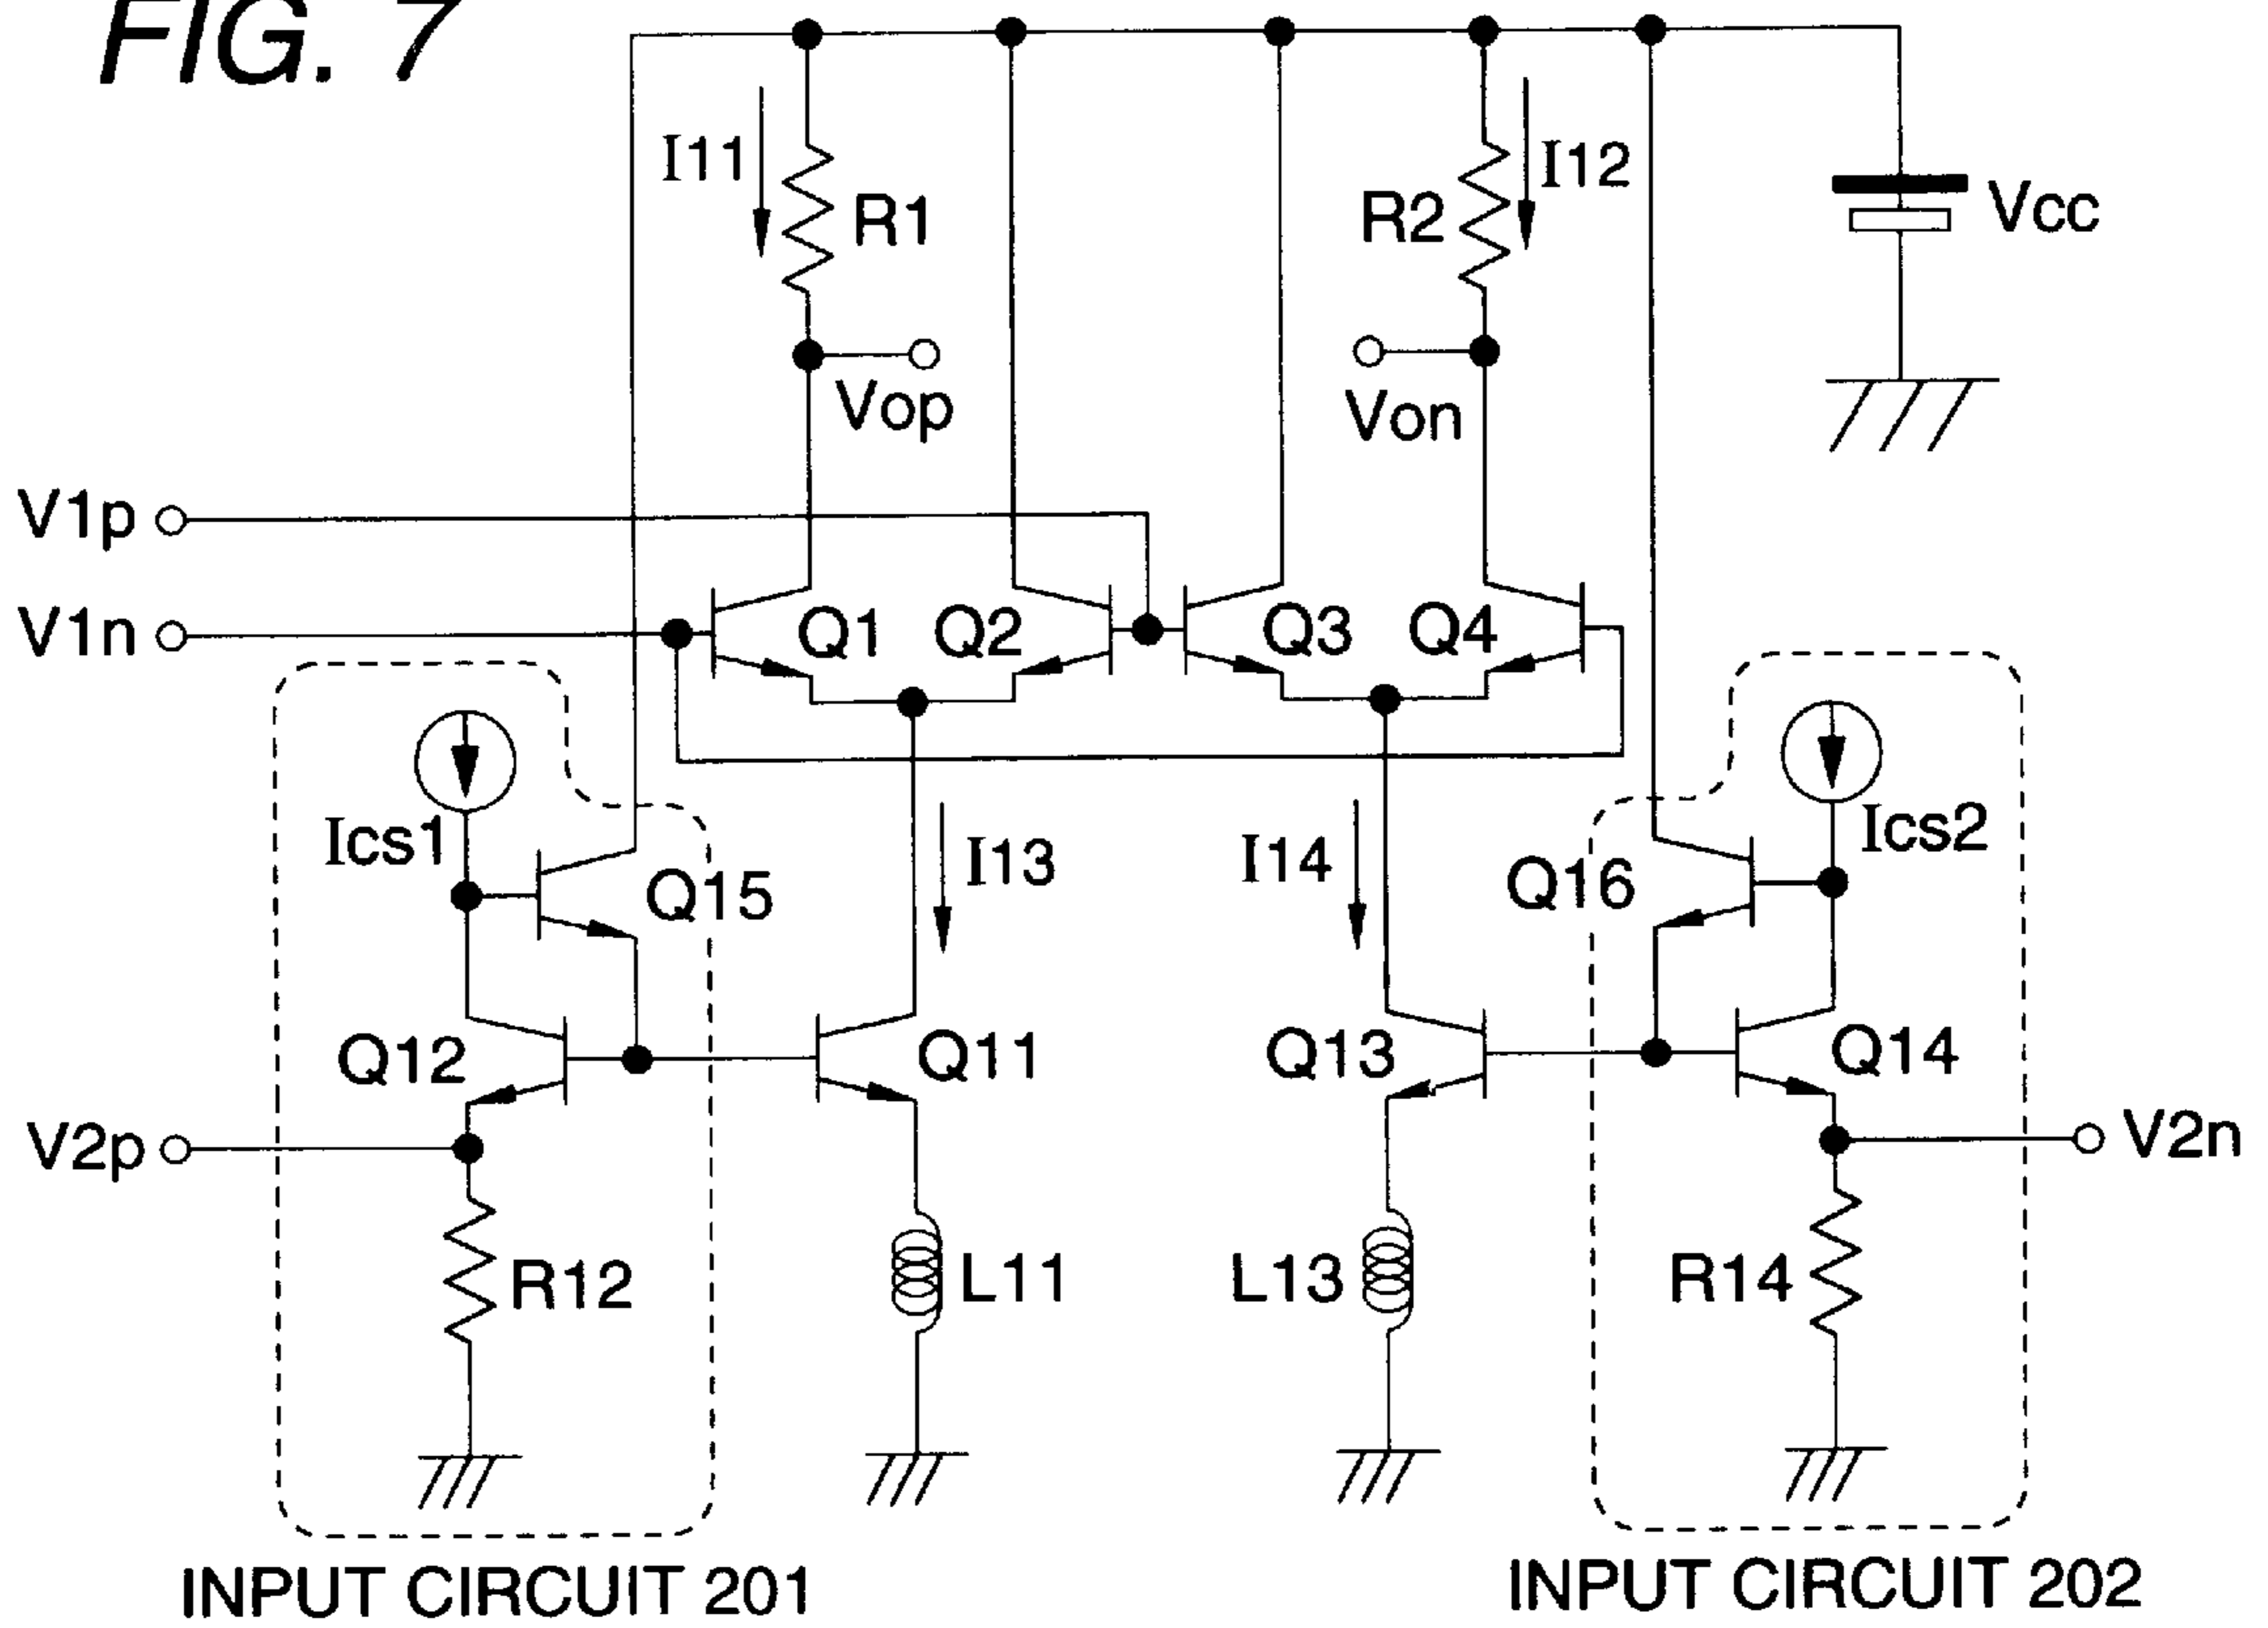 FIG. 7
I11
R1
R2
I12
Vcc
Vop
Von
V1p
V1n
Q1
Q2
Q3
Q4
Ics1
Q15
I13
I14
Q16
Ics2
Q12
Q11
Q13
Q14
V2p
V2n
R12
L11
L13
R14
INPUT CIRCUIT 201
INPUT CIRCUIT 202